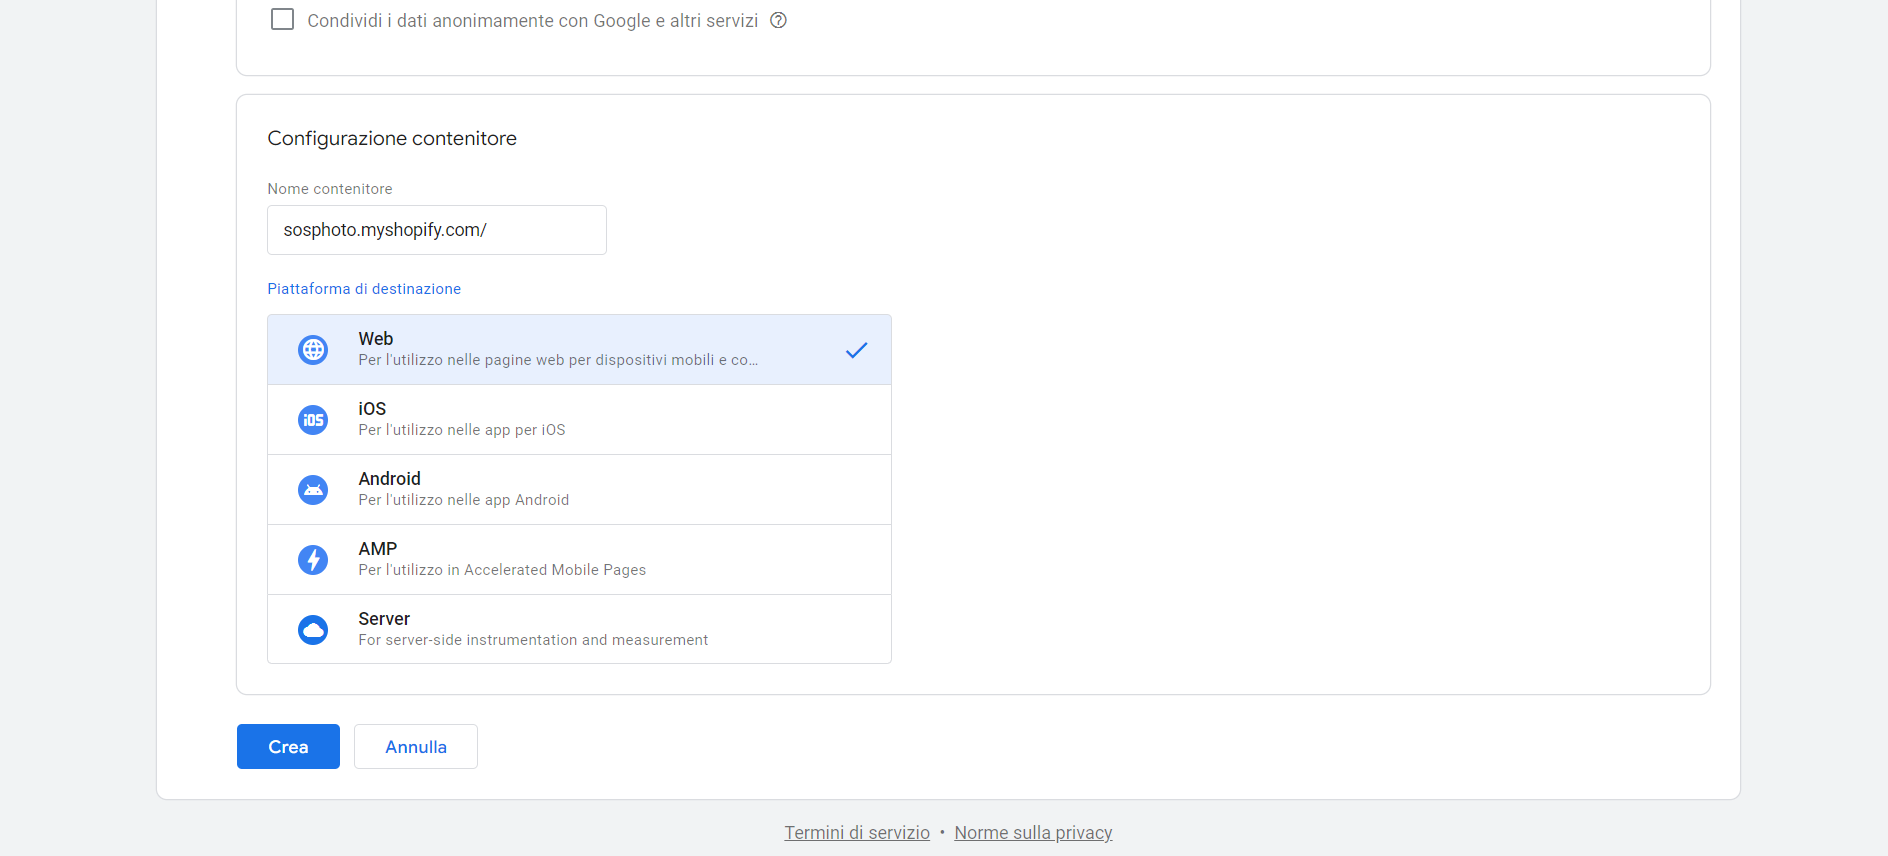 Condividi i dati anonimamente con Google e altri servizi
Configurazione contenitore
Nome contenitore
sosphoto.myshopify.com/
Piattaforma di destinazione
Web
Per l'utilizzo nelle pagine web per dispositivi mobili e co...
iOS
iOS
Per l'utilizzo nelle app per iOS
Android
Per l'utilizzo nelle app Android
AMP
Per l'utilizzo in Accelerated Mobile Pages
Server
For server-side instrumentation and measurement
Crea
Annulla
Termini di servizio • Norme sulla privacy